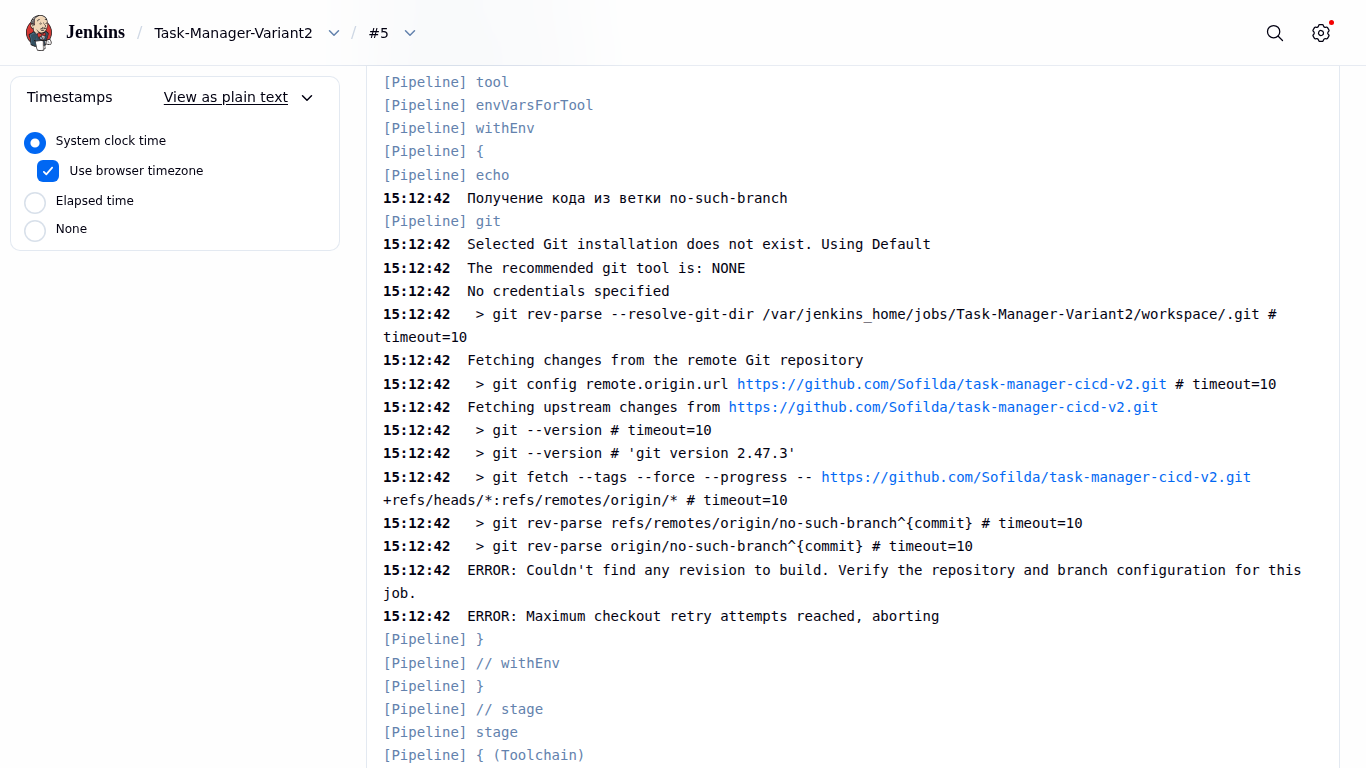 Jenkins / Task-Manager-Variant2 / #5
Timestamps View as plain text
System clock time
Use browser timezone
Elapsed time
None
[Pipeline] tool
[Pipeline] envVarsForTool
[Pipeline] withEnv
[Pipeline] {
[Pipeline] echo
15:12:42 Получение кода из ветки no-such-branch
[Pipeline] git
15:12:42 Selected Git installation does not exist. Using Default
15:12:42 The recommended git tool is: NONE
15:12:42 No credentials specified
15:12:42 > git rev-parse --resolve-git-dir /var/jenkins_home/jobs/Task-Manager-Variant2/workspace/.git #
timeout=10
15:12:42 Fetching changes from the remote Git repository
15:12:42 > git config remote.origin.url https://github.com/Sofilda/task-manager-cicd-v2.git # timeout=10
15:12:42 Fetching upstream changes from https://github.com/Sofilda/task-manager-cicd-v2.git
15:12:42 > git --version # timeout=10
15:12:42 > git --version # 'git version 2.47.3'
15:12:42 > git fetch --tags --force --progress -- https://github.com/Sofilda/task-manager-cicd-v2.git
+refs/heads/*:refs/remotes/origin/* # timeout=10
15:12:42 > git rev-parse refs/remotes/origin/no-such-branch^{commit} # timeout=10
15:12:42 > git rev-parse origin/no-such-branch^{commit} # timeout=10
15:12:42 ERROR: Couldn't find any revision to build. Verify the repository and branch configuration for this
job.
15:12:42 ERROR: Maximum checkout retry attempts reached, aborting
[Pipeline] }
[Pipeline] // withEnv
[Pipeline] }
[Pipeline] // stage
[Pipeline] stage
[Pipeline] { (Toolchain)